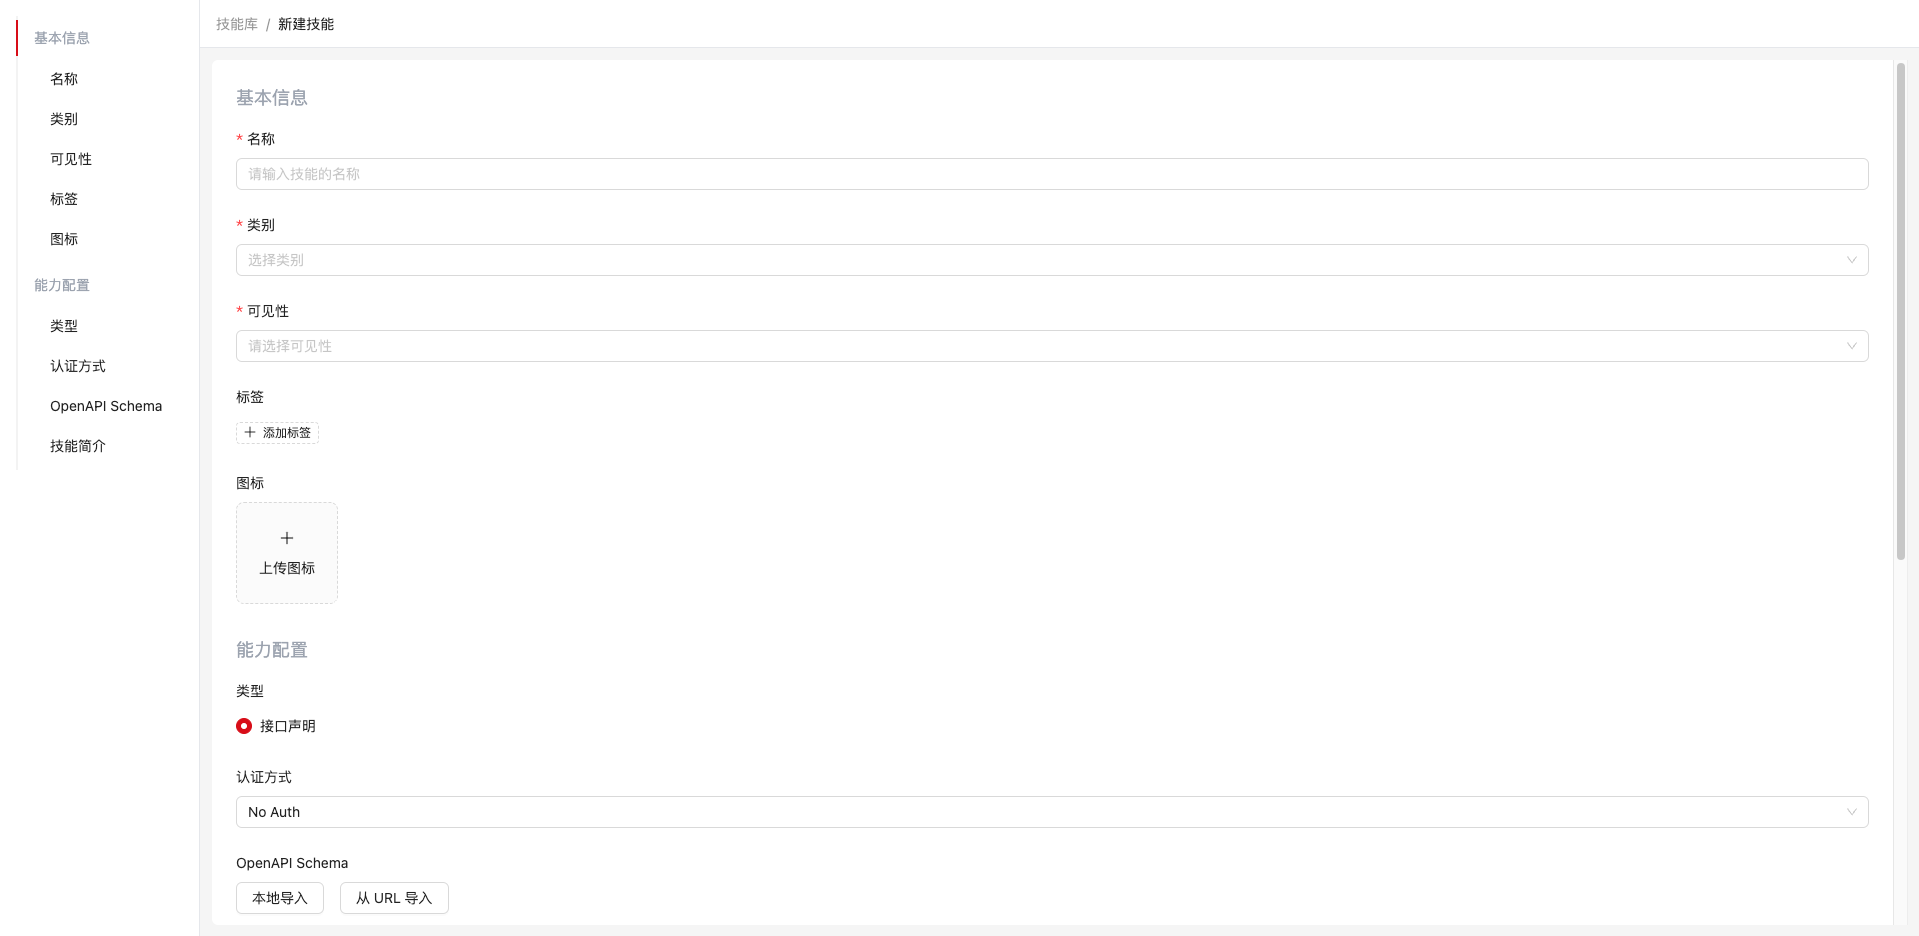 基本信息
名称
类别
可见性
标签
图标
能力配置
类型
认证方式
OpenAPI Schema
技能简介
技能库 / 新建技能
基本信息
* 名称
请输入技能的名称
* 类别
选择类别
* 可见性
请选择可见性
标签
添加标签
图标
上传图标
能力配置
类型
接口声明
认证方式
No Auth
OpenAPI Schema
本地导入 从 URL 导入